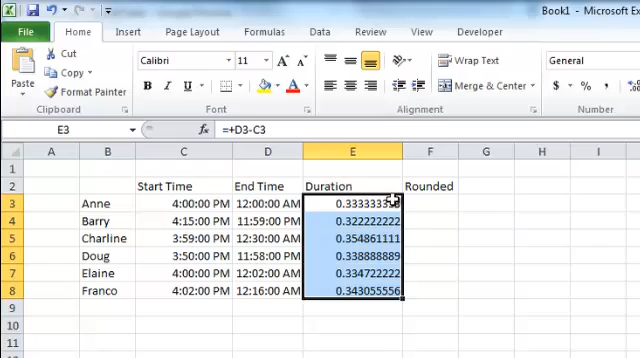 Book1 - Microsoft Ex
File Home Insert Page Layout Formulas Data Review View Developer
Paste Cut Copy Format Painter
Calibri 11 A A Wrap Text General
B I U A Merge & Center $ %
Clipboard Font Alignment
E3 fx =+D3-C3
A B C D E F G H I
1
2 Start Time End Time Duration Rounded
3 Anne 4:00:00 PM 12:00:00 AM
4 Barry 4:15:00 PM 11:59:00 PM 0.322222222
5 Charline 3:59:00 PM 12:30:00 AM 0.354861111
6 Doug 3:50:00 PM 11:58:00 PM 0.338888889
7 Elaine 4:00:00 PM 12:02:00 AM 0.334722222
8 Franco 4:02:00 PM 12:16:00 AM 0.343055556
9
10
11